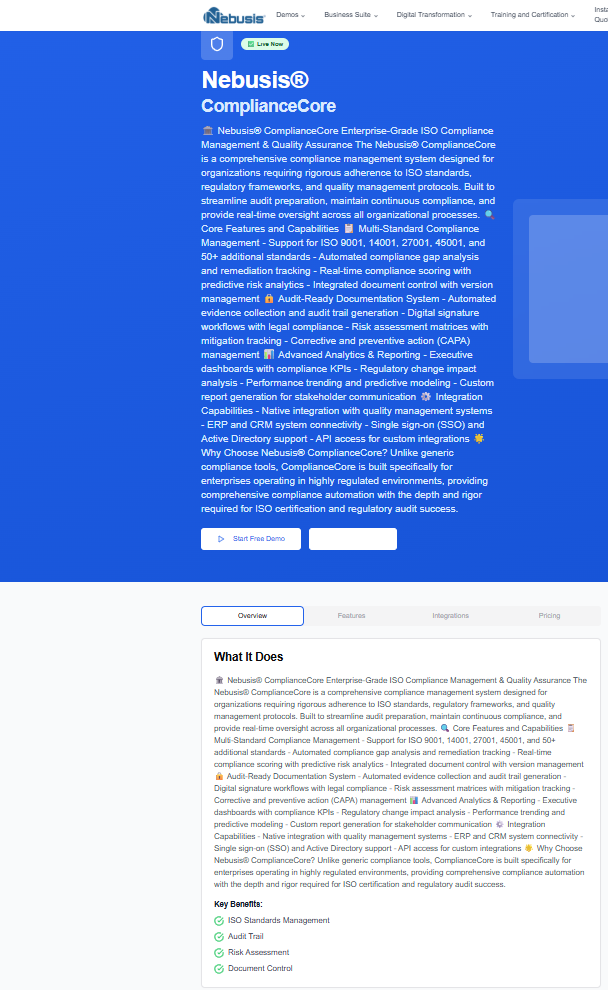 Nebusis®
Demos
Business Suite
Digital Transformation
Training and Certification
Insta
Quo
Live Now
Nebusis®
ComplianceCore
🏛️ Nebusis® ComplianceCore Enterprise-Grade ISO Compliance
Management & Quality Assurance The Nebusis® ComplianceCore
is a comprehensive compliance management system designed for
organizations requiring rigorous adherence to ISO standards,
regulatory frameworks, and quality management protocols. Built to
streamline audit preparation, maintain continuous compliance, and
provide real-time oversight across all organizational processes. 🔍
Core Features and Capabilities 📋 Multi-Standard Compliance
Management - Support for ISO 9001, 14001, 27001, 45001, and
50+ additional standards - Automated compliance gap analysis
and remediation tracking - Real-time compliance scoring with
predictive risk analytics - Integrated document control with version
management 🔒 Audit-Ready Documentation System - Automated
evidence collection and audit trail generation - Digital signature
workflows with legal compliance - Risk assessment matrices with
mitigation tracking - Corrective and preventive action (CAPA)
management 📊 Advanced Analytics & Reporting - Executive
dashboards with compliance KPIs - Regulatory change impact
analysis - Performance trending and predictive modeling - Custom
report generation for stakeholder communication ⚙️ Integration
Capabilities - Native integration with quality management systems
- ERP and CRM system connectivity - Single sign-on (SSO) and
Active Directory support - API access for custom integrations 🌟
Why Choose Nebusis® ComplianceCore? Unlike generic
compliance tools, ComplianceCore is built specifically for
enterprises operating in highly regulated environments, providing
comprehensive compliance automation with the depth and rigor
required for ISO certification and regulatory audit success.
Start Free Demo
Overview
Features
Integrations
Pricing
What It Does
🏛️ Nebusis® ComplianceCore Enterprise-Grade ISO Compliance Management & Quality Assurance The
Nebusis® ComplianceCore is a comprehensive compliance management system designed for
organizations requiring rigorous adherence to ISO standards, regulatory frameworks, and quality
management protocols. Built to streamline audit preparation, maintain continuous compliance, and
provide real-time oversight across all organizational processes. 🔍 Core Features and Capabilities 📋
Multi-Standard Compliance Management - Support for ISO 9001, 14001, 27001, 45001, and 50+
additional standards - Automated compliance gap analysis and remediation tracking - Real-time
compliance scoring with predictive risk analytics - Integrated document control with version management
🔒 Audit-Ready Documentation System - Automated evidence collection and audit trail generation -
Digital signature workflows with legal compliance - Risk assessment matrices with mitigation tracking -
Corrective and preventive action (CAPA) management 📊 Advanced Analytics & Reporting - Executive
dashboards with compliance KPIs - Regulatory change impact analysis - Performance trending and
predictive modeling - Custom report generation for stakeholder communication ⚙️ Integration
Capabilities - Native integration with quality management systems - ERP and CRM system connectivity -
Single sign-on (SSO) and Active Directory support - API access for custom integrations 🌟 Why Choose
Nebusis® ComplianceCore? Unlike generic compliance tools, ComplianceCore is built specifically for
enterprises operating in highly regulated environments, providing comprehensive compliance automation
with the depth and rigor required for ISO certification and regulatory audit success.
Key Benefits:
ISO Standards Management
Audit Trail
Risk Assessment
Document Control